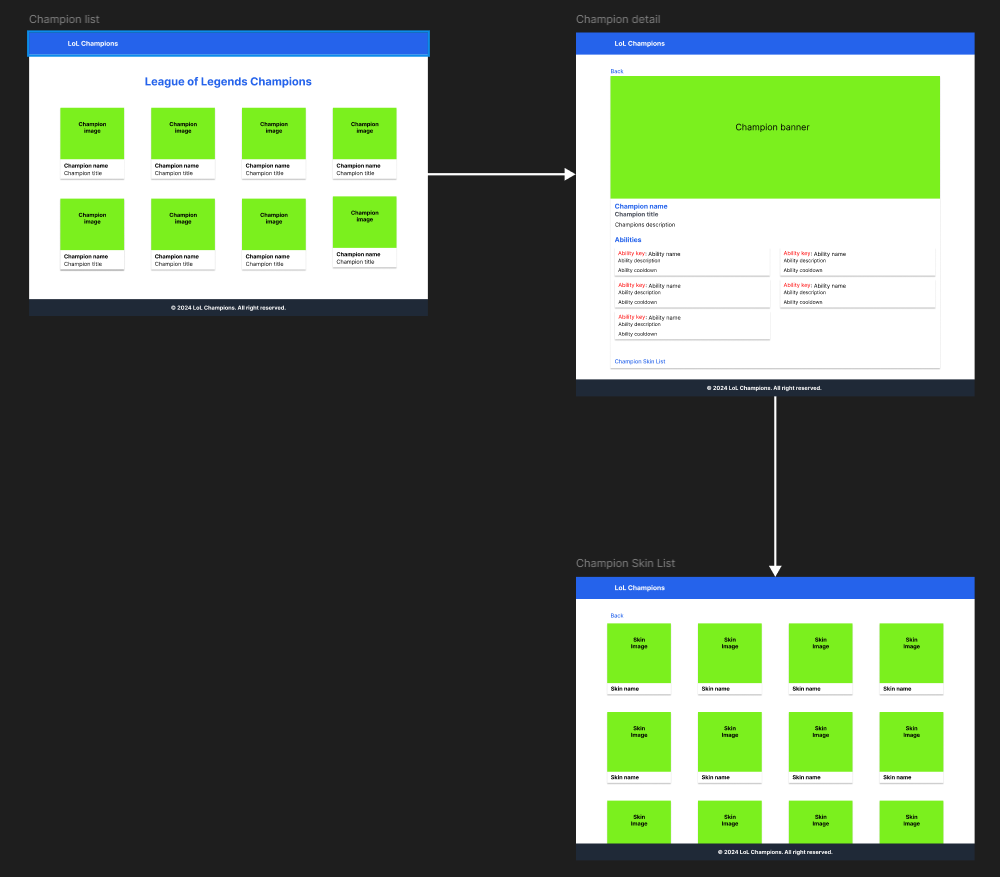 Champion list
LoL Champions
League of Legends Champions
Champion image
Champion image
Champion image
Champion image
Champion name
Champion title
Champion name
Champion title
Champion name
Champion title
Champion name
Champion title
Champion image
Champion image
Champion image
Champion image
Champion name
Champion title
Champion name
Champion title
Champion name
Champion title
Champion name
Champion title
© 2024 LoL Champions. All right reserved.
Champion detail
LoL Champions
Back
Champion banner
Champion name
Champion title
Champions description
Abilities
Ability key: Ability name
Ability description
Ability cooldown
Ability key: Ability name
Ability description
Ability cooldown
Ability key: Ability name
Ability description
Ability cooldown
Ability key: Ability name
Ability description
Ability cooldown
Ability key: Ability name
Ability description
Ability cooldown
Champion Skin List
© 2024 LoL Champions. All right reserved.
Champion Skin List
LoL Champions
Back
Skin Image
Skin Image
Skin Image
Skin Image
Skin name
Skin name
Skin name
Skin name
Skin Image
Skin Image
Skin Image
Skin Image
Skin name
Skin name
Skin name
Skin name
Skin Image
Skin Image
Skin Image
Skin Image
© 2024 LoL Champions. All right reserved.